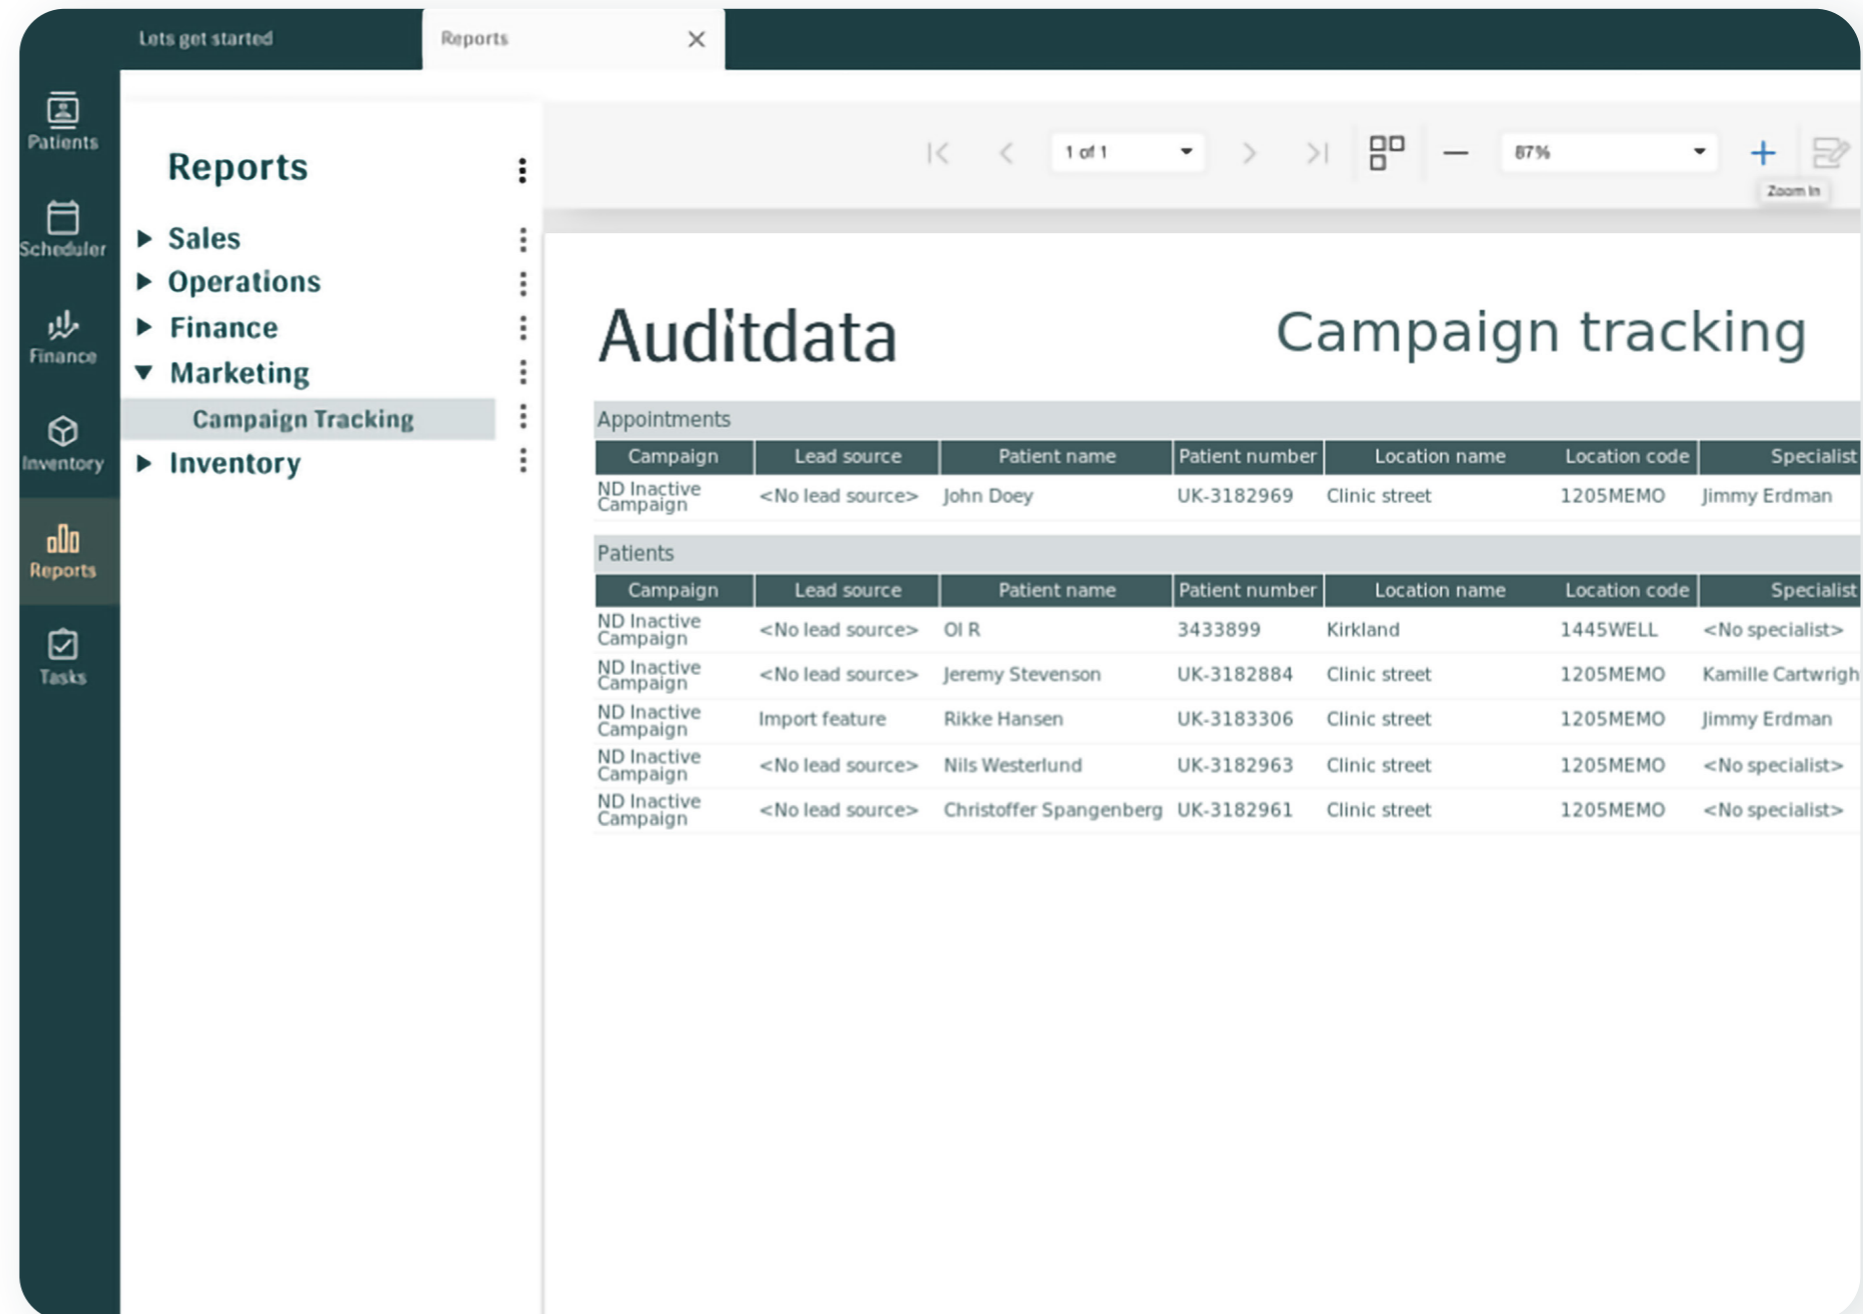 Lets get started
Reports
Patients
Scheduler
Finance
Inventory
Reports
Tasks
Reports
Sales
Operations
Finance
Marketing
Campaign Tracking
Inventory
1 of 1
87%
Zoom In
Auditdata
Campaign tracking
Appointments
Campaign Lead source Patient name Patient number Location name Location code Specialist
ND Inactive
Campaign
<No lead source> John Doey UK-3182969 Clinic street 1205MEMO Jimmy Erdman
Patients
Campaign Lead source Patient name Patient number Location name Location code Specialist
ND Inactive
Campaign
<No lead source> OI R 3433899 Kirkland 1445WELL <No specialist>
ND Inactive
Campaign
<No lead source> Jeremy Stevenson UK-3182884 Clinic street 1205MEMO Kamille Cartwrigh
ND Inactive
Campaign
Import feature Rikke Hansen UK-3183306 Clinic street 1205MEMO Jimmy Erdman
ND Inactive
Campaign
<No lead source> Nils Westerlund UK-3182963 Clinic street 1205MEMO <No specialist>
ND Inactive
Campaign
<No lead source> Christoffer Spangenberg UK-3182961 Clinic street 1205MEMO <No specialist>